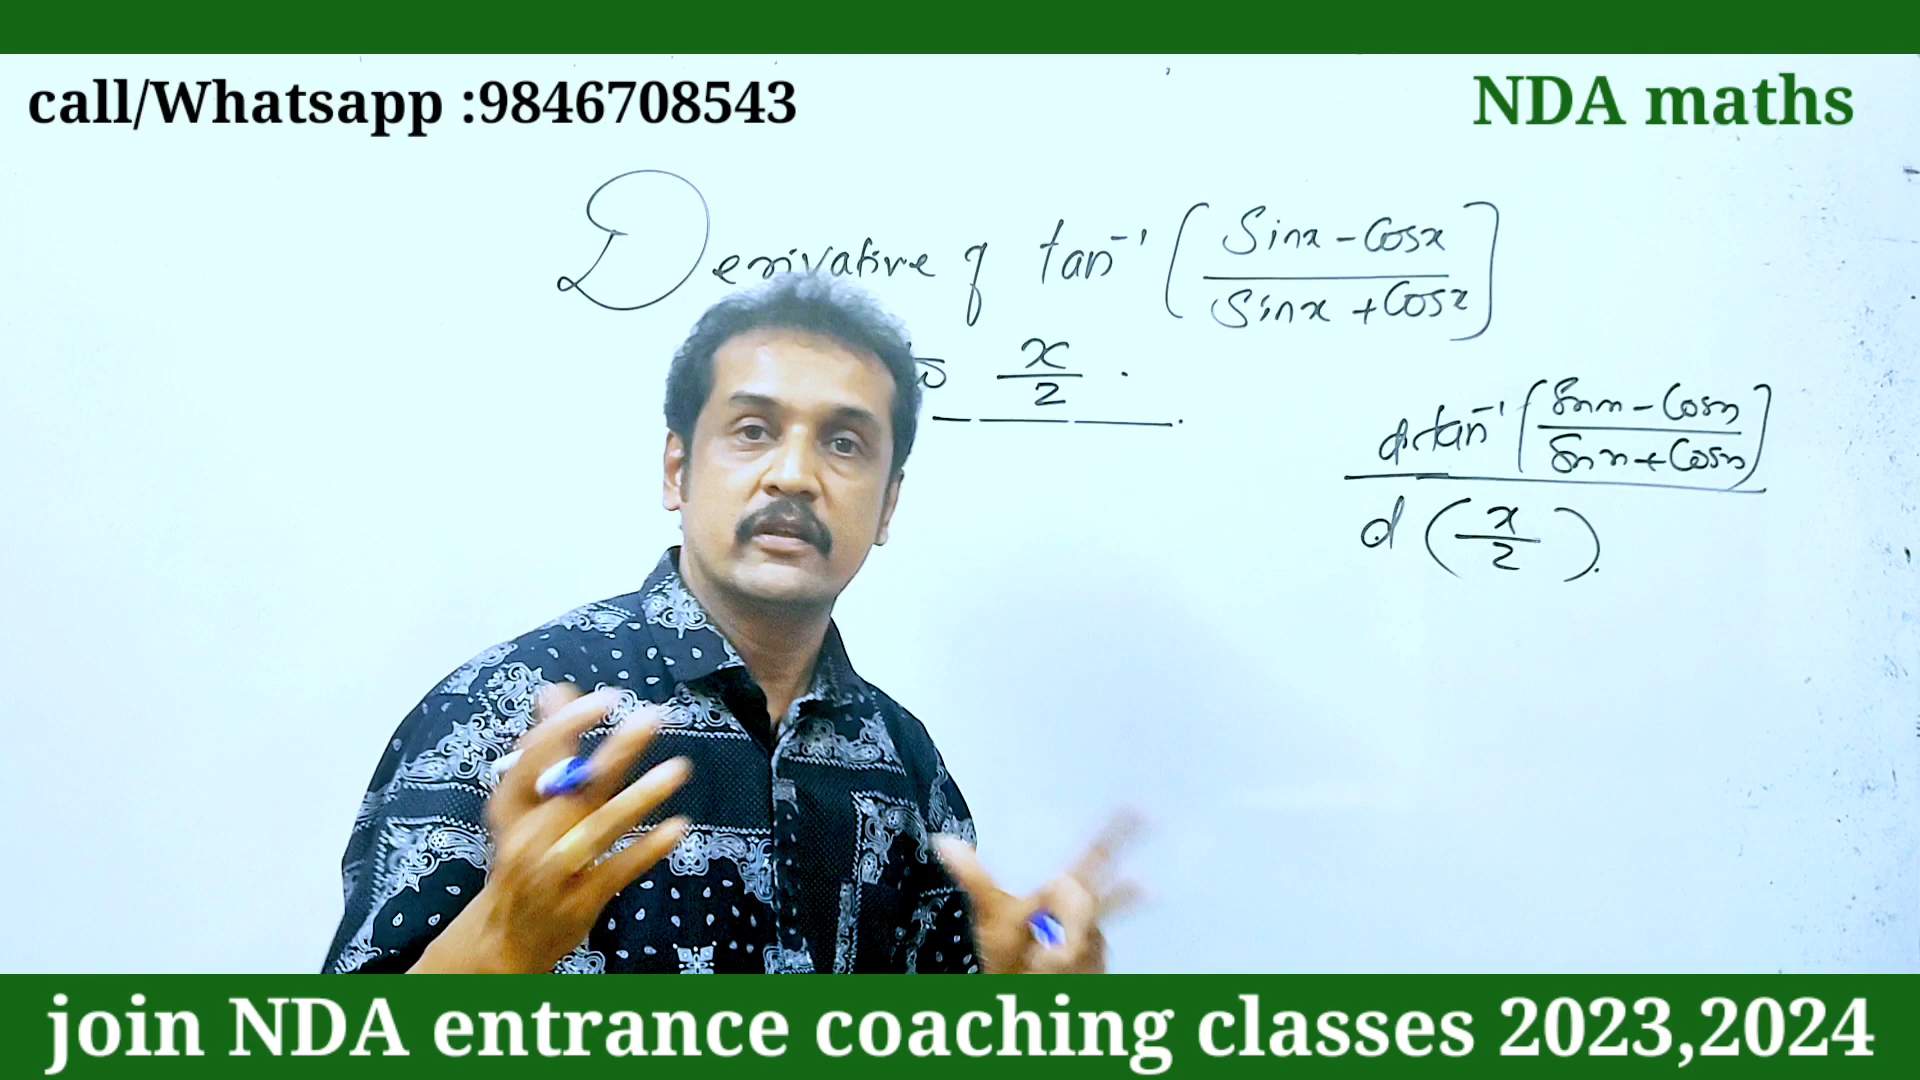 call/Whatsapp :9846708543
NDA maths
Derivative of tan⁻¹ [ (Sinx - Cosx) / (Sinx + Cosx) ]
x/2 .
d tan⁻¹ [ (Sinx - Cosx) / (Sinx + Cosx) ] / d (x/2).
join NDA entrance coaching classes 2023,2024